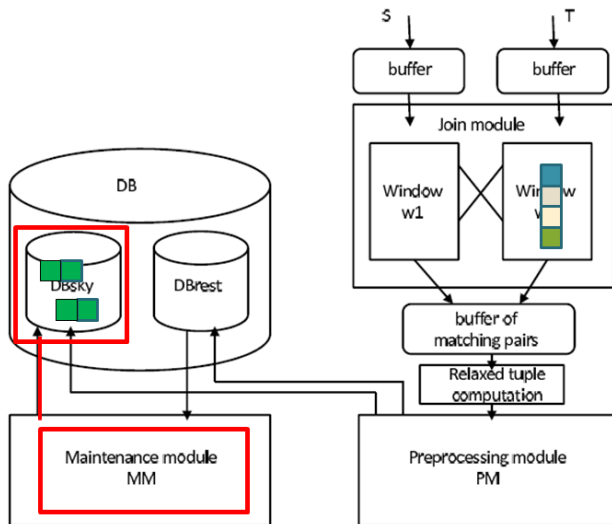 S T
buffer buffer
Join module
Window
w1
Window
w
DB
DBsky
DBrest
buffer of
matching pairs
Relaxed tuple
computation
Maintenance module
MM
Preprocessing module
PM